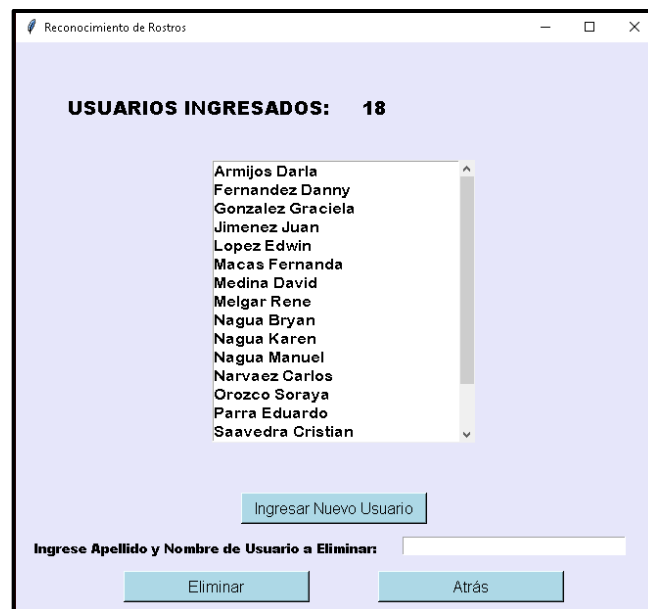 Reconocimiento de Rostros
USUARIOS INGRESADOS: 18
Armijos Darla
Fernandez Danny
Gonzalez Graciela
Jimenez Juan
Lopez Edwin
Macas Fernanda
Medina David
Melgar Rene
Nagua Bryan
Nagua Karen
Nagua Manuel
Narvaez Carlos
Orozco Soraya
Parra Eduardo
Saavedra Cristian
Ingresar Nuevo Usuario
Ingrese Apellido y Nombre de Usuario a Eliminar:
Eliminar Atrás